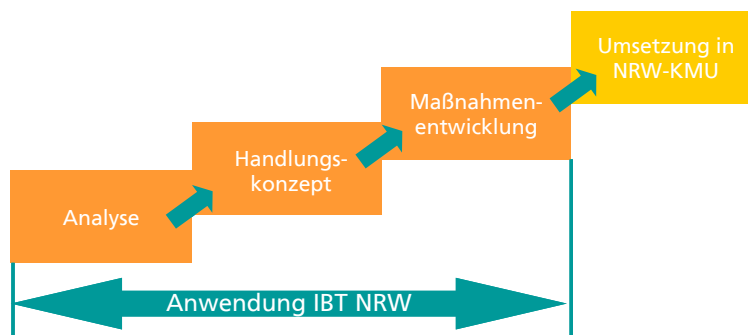 Analyse
Handlungs-
konzept
Maßnahmen-
entwicklung
Umsetzung in
NRW-KMU
Anwendung IBT NRW